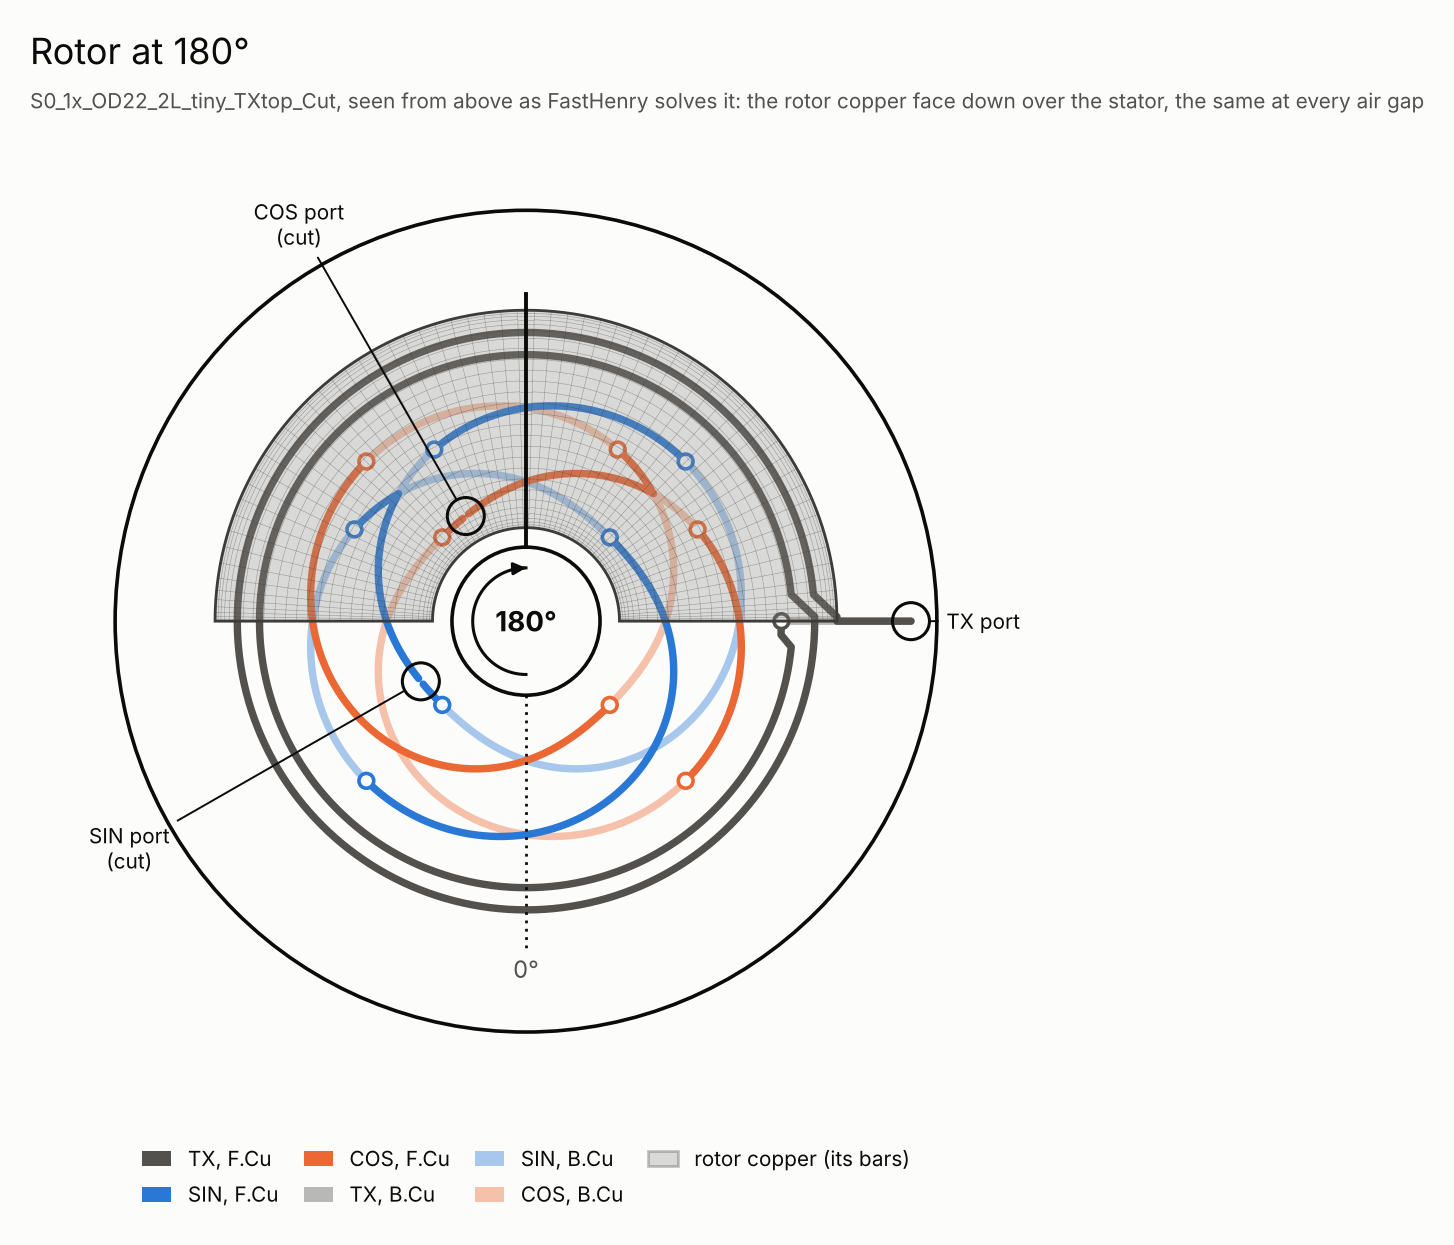 Rotor at 180°
S0_1x_OD22_2L_tiny_TXtop_Cut, seen from above as FastHenry solves it: the rotor copper face down over the stator, the same at every air gap
COS port
(cut)
180°
TX port
SIN port
(cut)
0°
TX, F.Cu
COS, F.Cu
SIN, B.Cu
rotor copper (its bars)
SIN, F.Cu
TX, B.Cu
COS, B.Cu